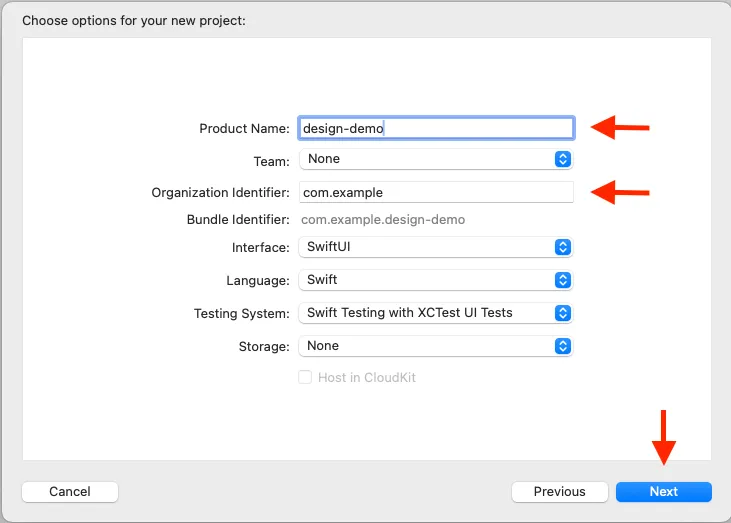 Choose options for your new project:
Product Name: design-demo
Team: None
Organization Identifier: com.example
Bundle Identifier: com.example.design-demo
Interface: SwiftUI
Language: Swift
Testing System: Swift Testing with XCTest UI Tests
Storage: None
Host in CloudKit
Cancel Previous Next